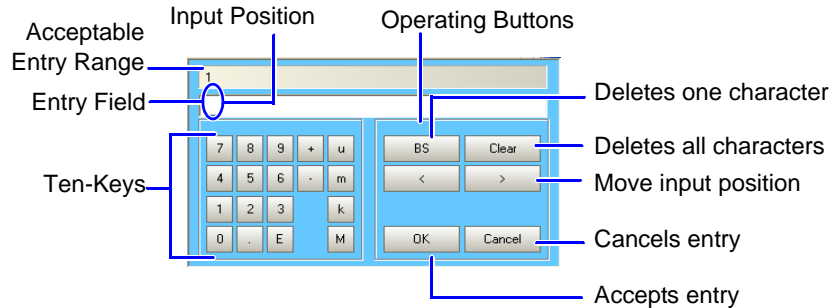 Input Position
Operating Buttons
Acceptable
Entry Range
1
Entry Field
Deletes one character
7 8 9 + u BS Clear
Deletes all characters
4 5 6 - m < >
Ten-Keys
Move input position
1 2 3 k
0 . E M OK Cancel
Cancels entry
Accepts entry